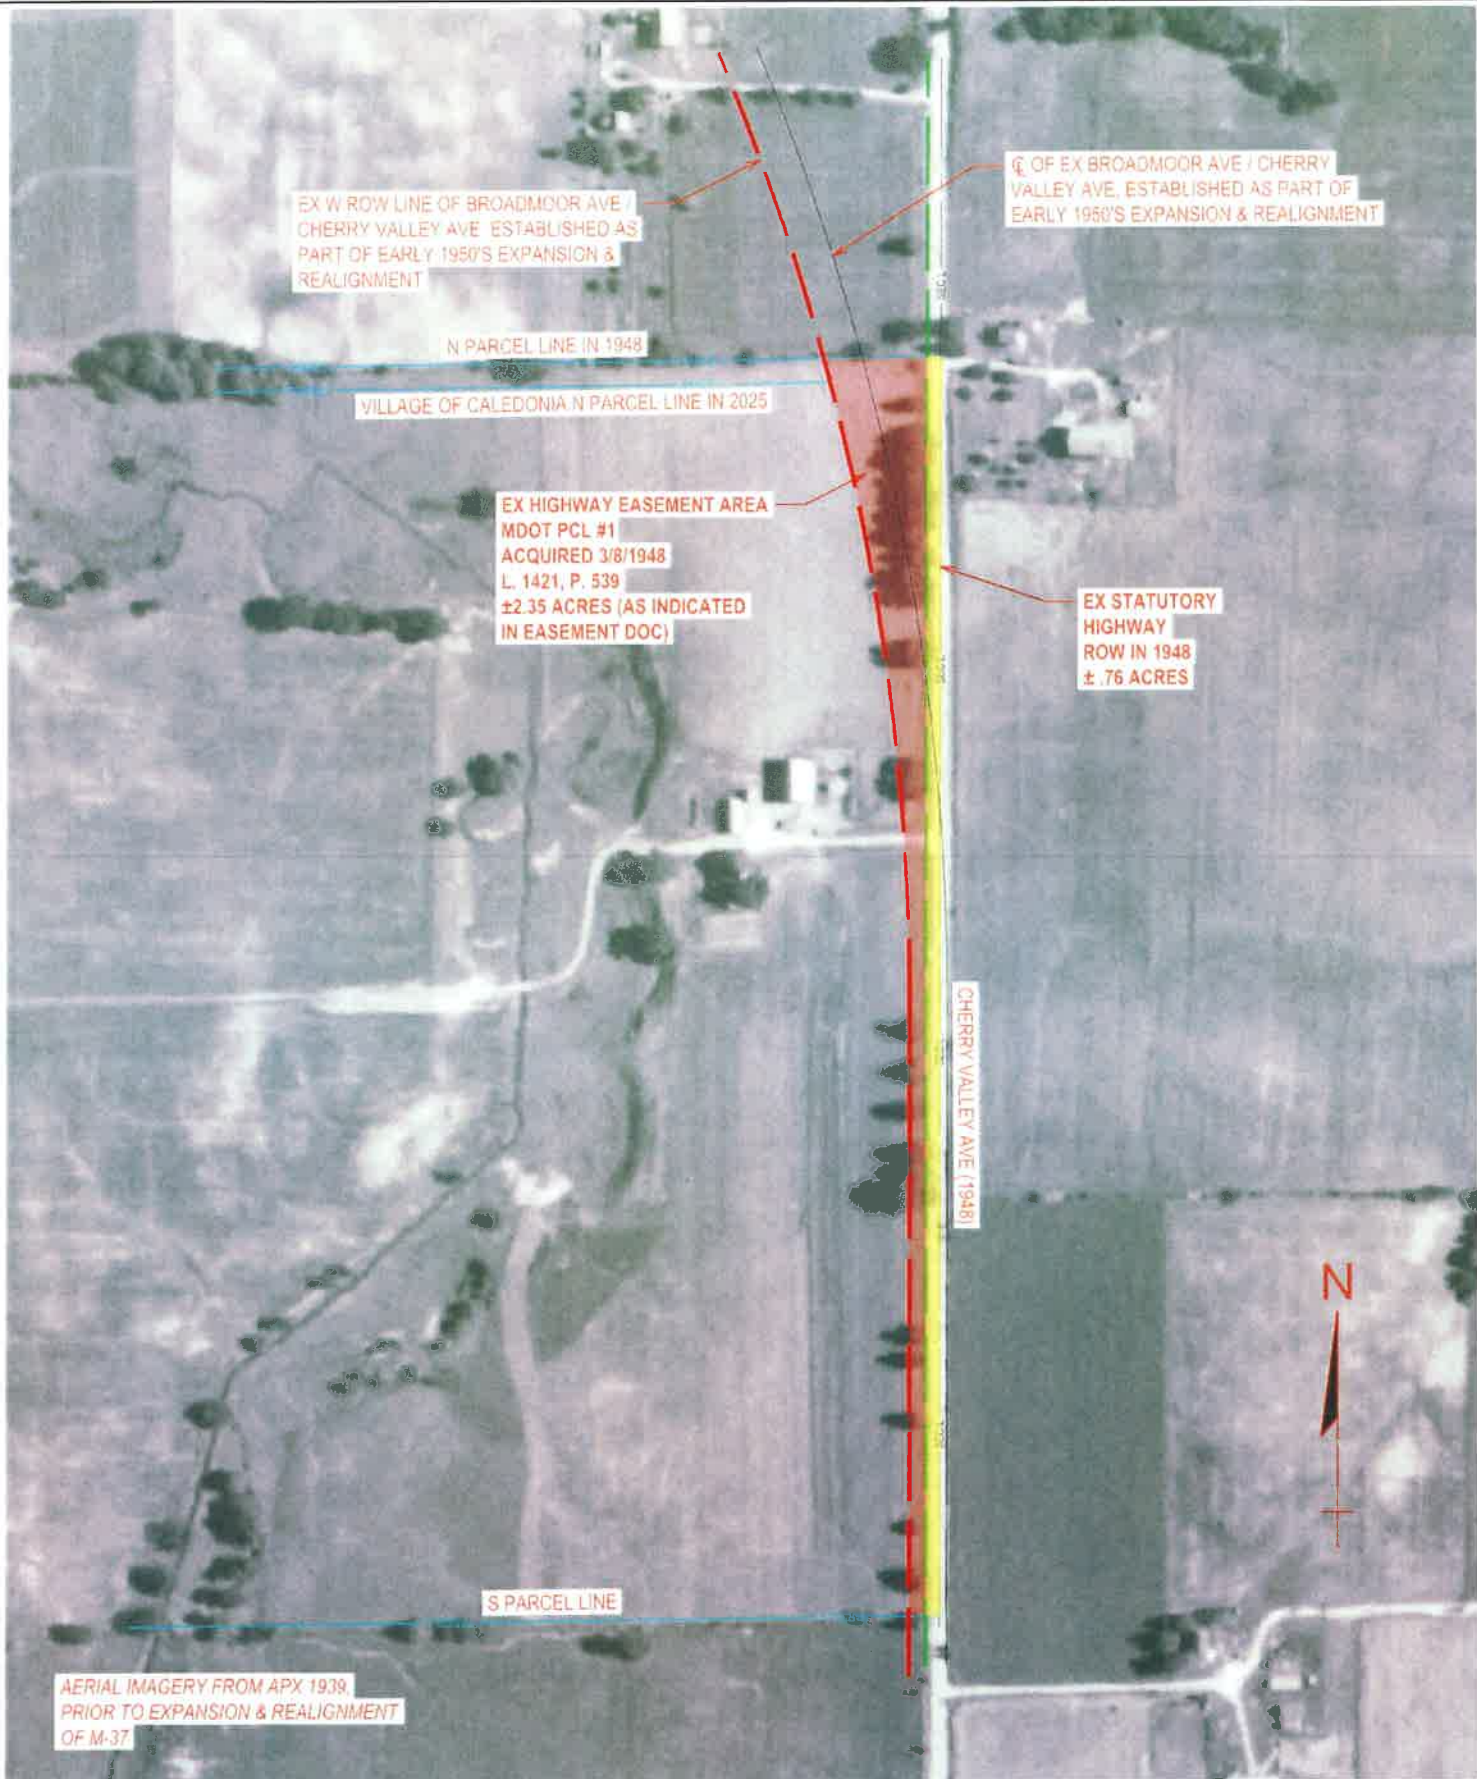 EX W ROW LINE OF BROADMOOR AVE /
CHERRY VALLEY AVE ESTABLISHED AS
PART OF EARLY 1950'S EXPANSION &
REALIGNMENT
℄ OF EX BROADMOOR AVE / CHERRY
VALLEY AVE, ESTABLISHED AS PART OF
EARLY 1950'S EXPANSION & REALIGNMENT
N PARCEL LINE IN 1948
VILLAGE OF CALEDONIA N PARCEL LINE IN 2025
EX HIGHWAY EASEMENT AREA
MDOT PCL #1
ACQUIRED 3/8/1948
L. 1421, P. 539
±2.35 ACRES (AS INDICATED
IN EASEMENT DOC)
EX STATUTORY
HIGHWAY
ROW IN 1948
± .76 ACRES
CHERRY VALLEY AVE (1948)
N
S PARCEL LINE
AERIAL IMAGERY FROM APX 1939,
PRIOR TO EXPANSION & REALIGNMENT
OF M-37